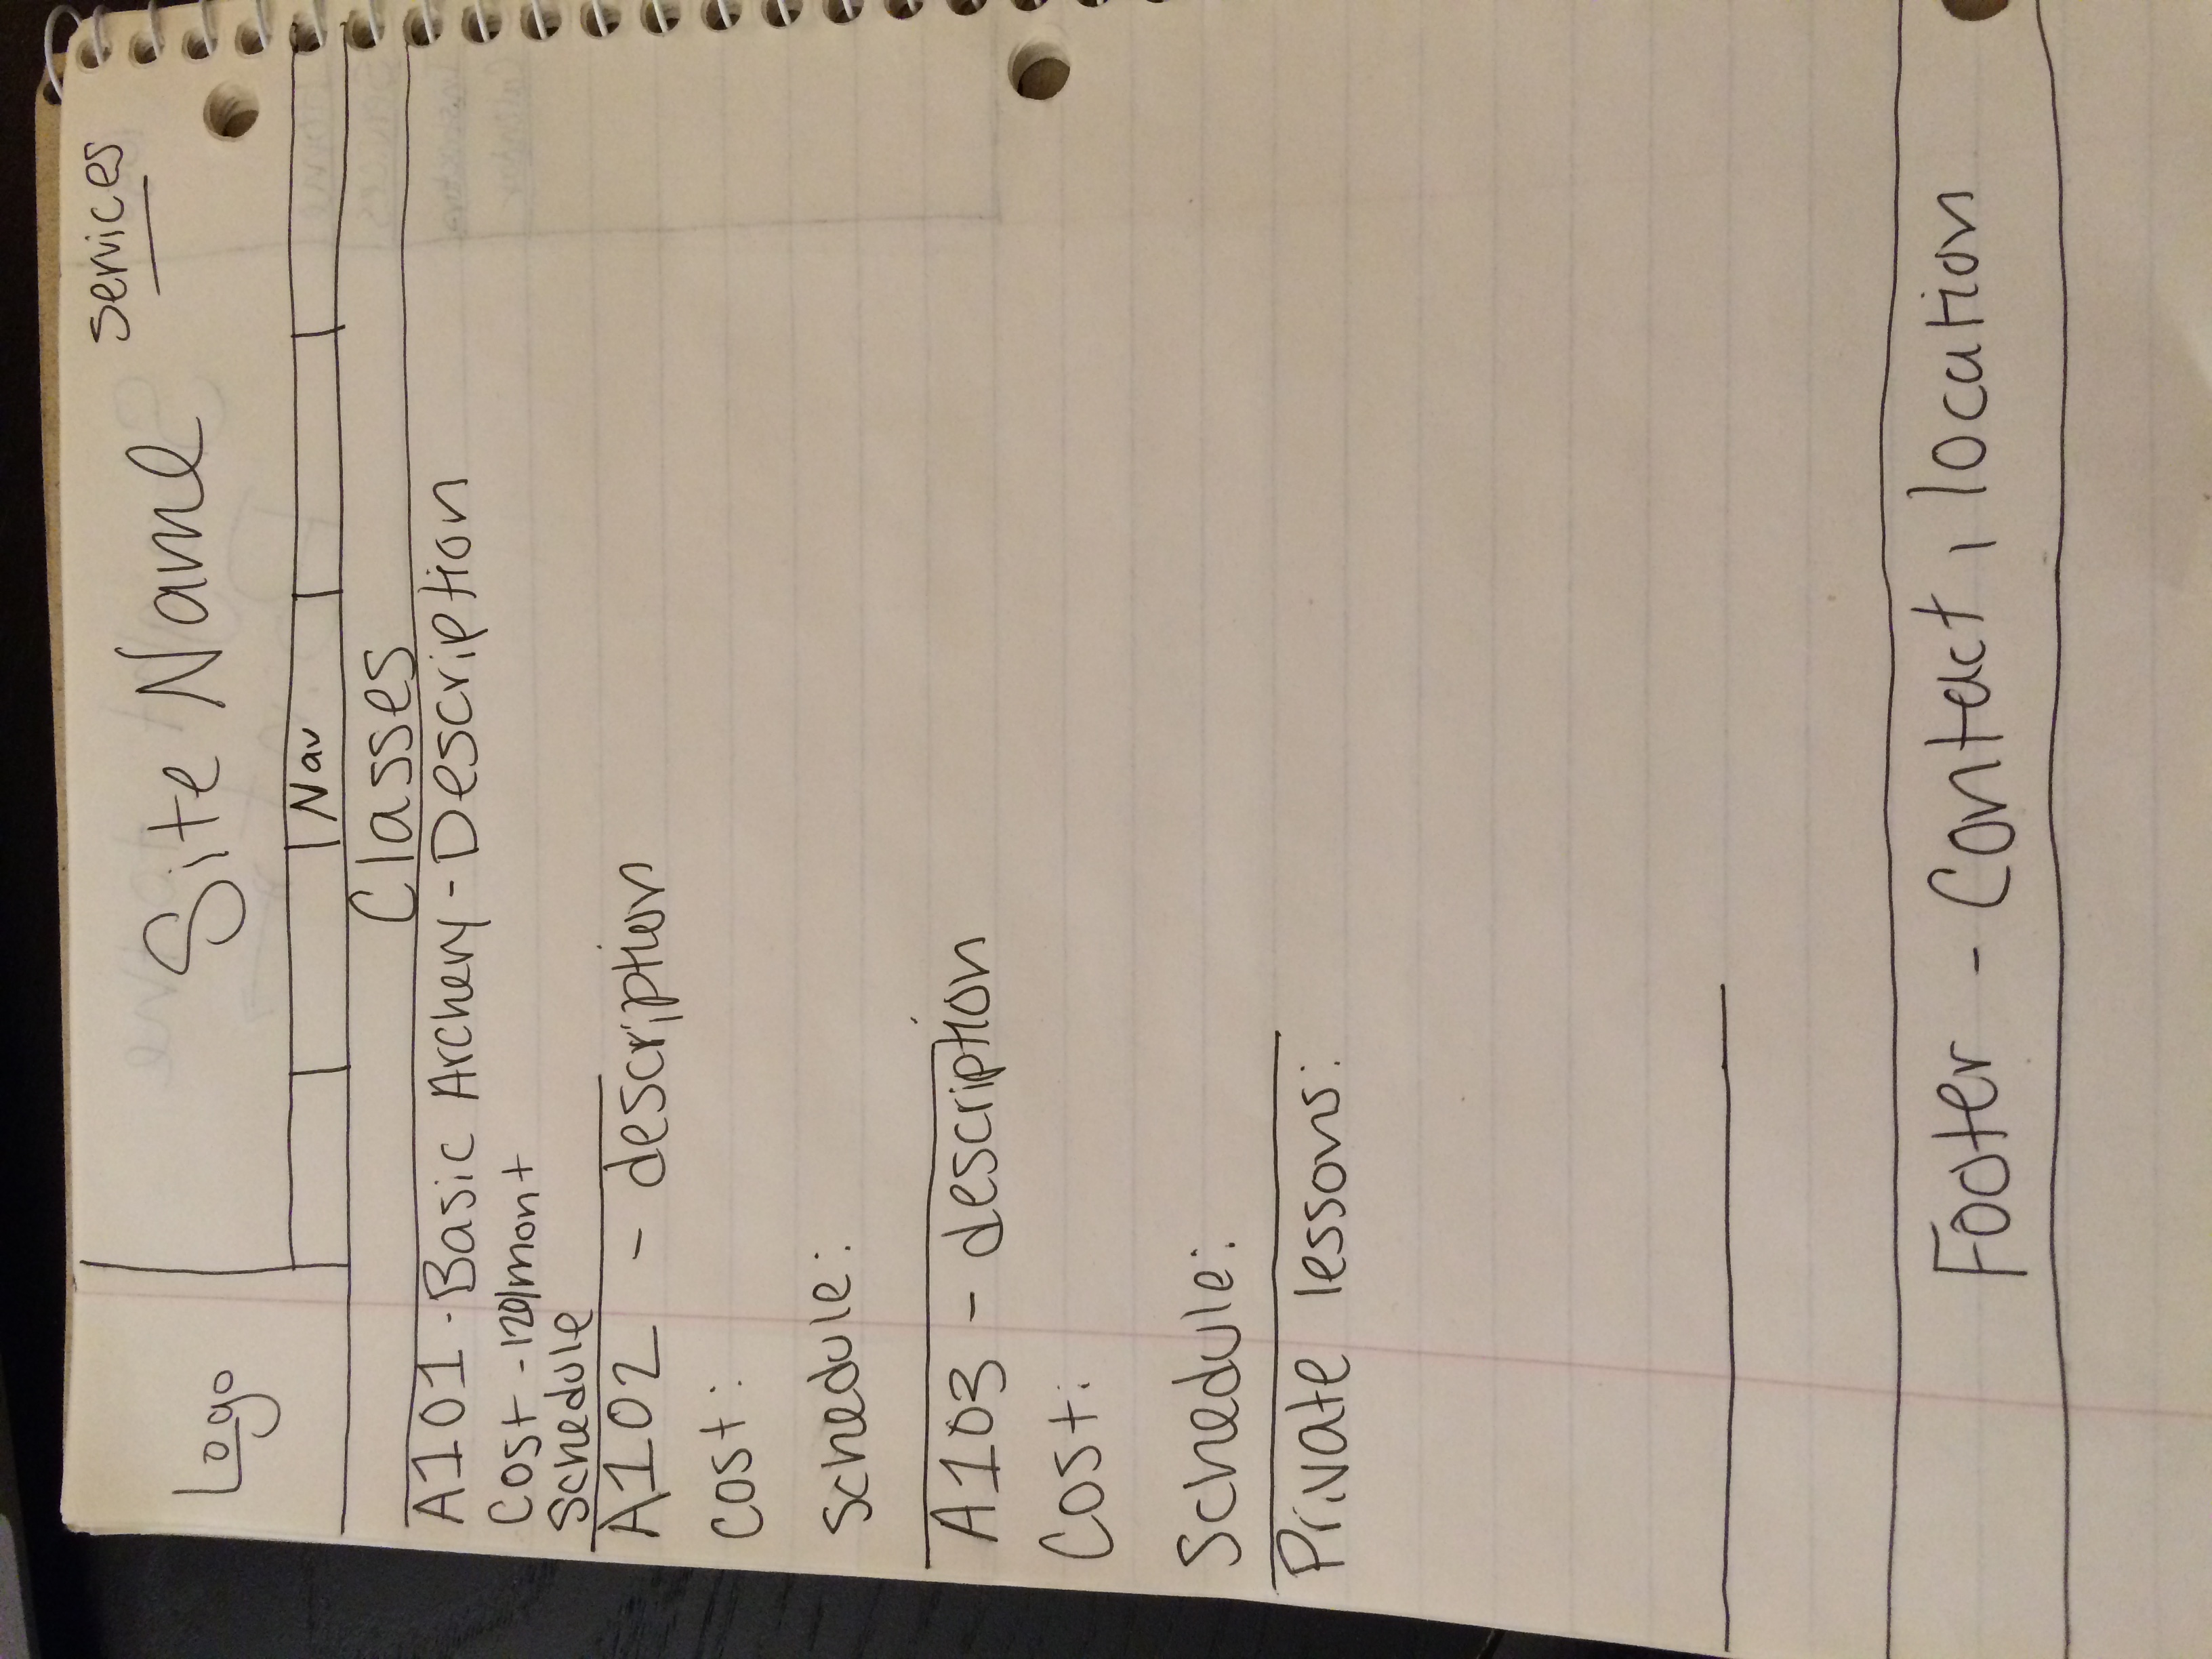 Services
Site Name
Logo
Nav
Classes
A101 - Basic Archery - Description
Cost - 120/mont
Schedule
A102 - description
Cost:
Schedule:
A103 - description
Cost:
Schedule:
Private lessons:
Footer - Contact, location